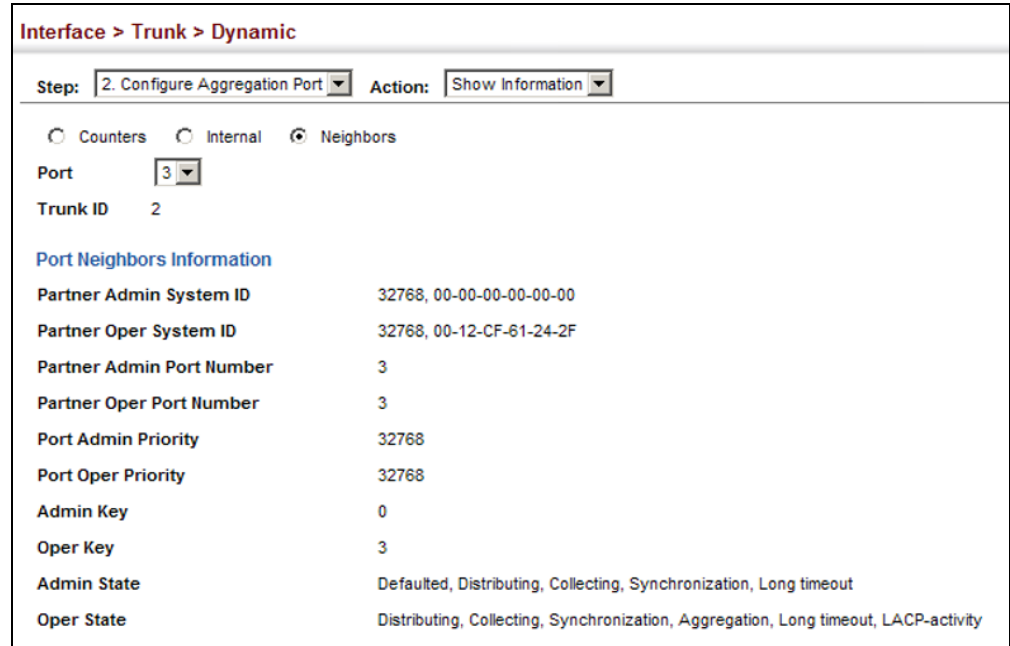 Interface > Trunk > Dynamic
Step: 2. Configure Aggregation Port Action: Show Information
Counters Internal Neighbors
Port 3
Trunk ID 2
Port Neighbors Information
Partner Admin System ID 32768, 00-00-00-00-00-00
Partner Oper System ID 32768, 00-12-CF-61-24-2F
Partner Admin Port Number 3
Partner Oper Port Number 3
Port Admin Priority 32768
Port Oper Priority 32768
Admin Key 0
Oper Key 3
Admin State Defaulted, Distributing, Collecting, Synchronization, Long timeout
Oper State Distributing, Collecting, Synchronization, Aggregation, Long timeout, LACP-activity